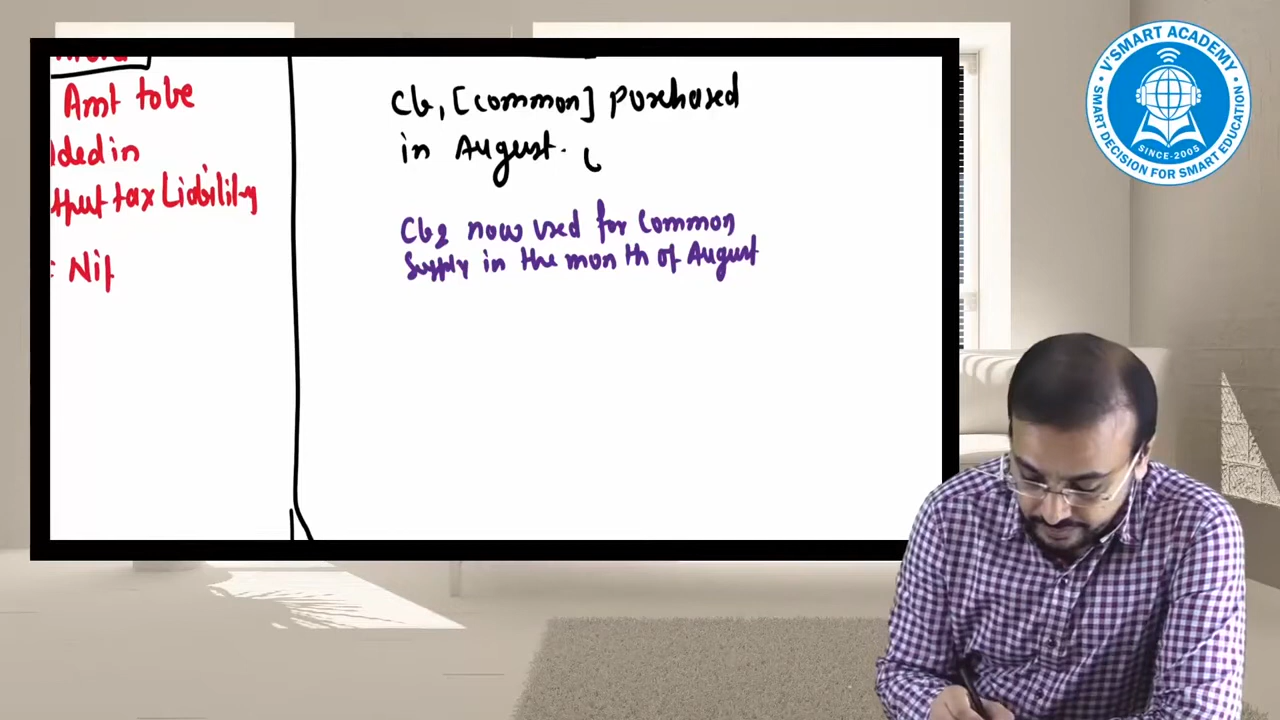 Amt to be
ded in
tput tax Liability
= Nil
CG, [common] purchased
in August.
CG2 now used for Common
Supply in the month of August
V'SMART ACADEMY
SMART DECISION FOR SMART EDUCATION
SINCE-2005